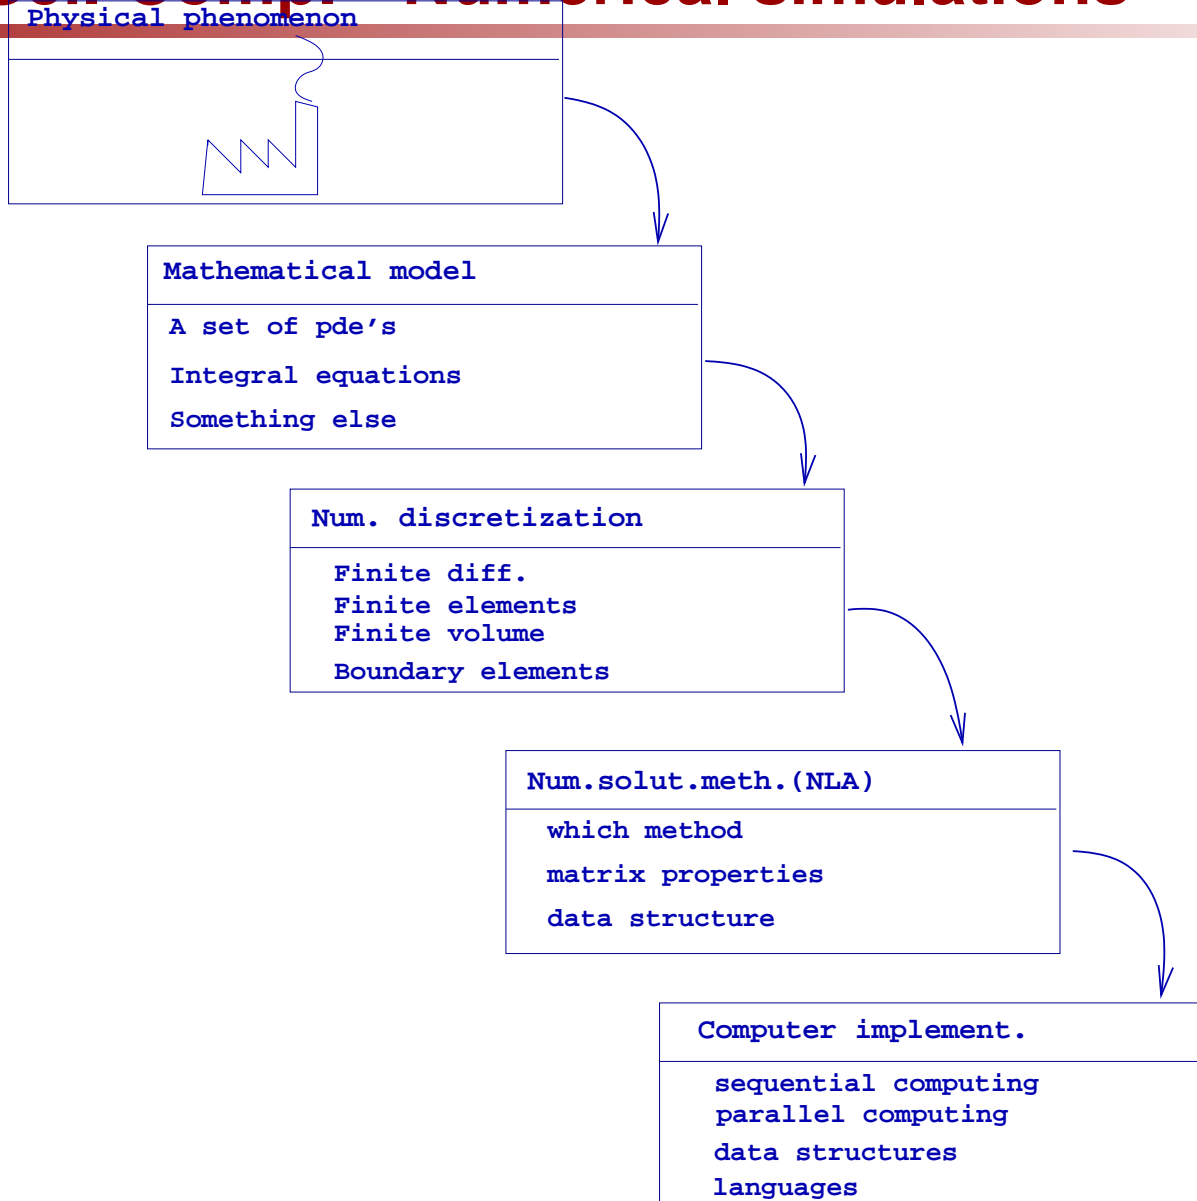 Numerical simulations
Physical phenomenon
Mathematical model
A set of pde's
Integral equations
Something else
Num. discretization
Finite diff.
Finite elements
Finite volume
Boundary elements
Num.solut.meth.(NLA)
which method
matrix properties
data structure
Computer implement.
sequential computing
parallel computing
data structures
languages